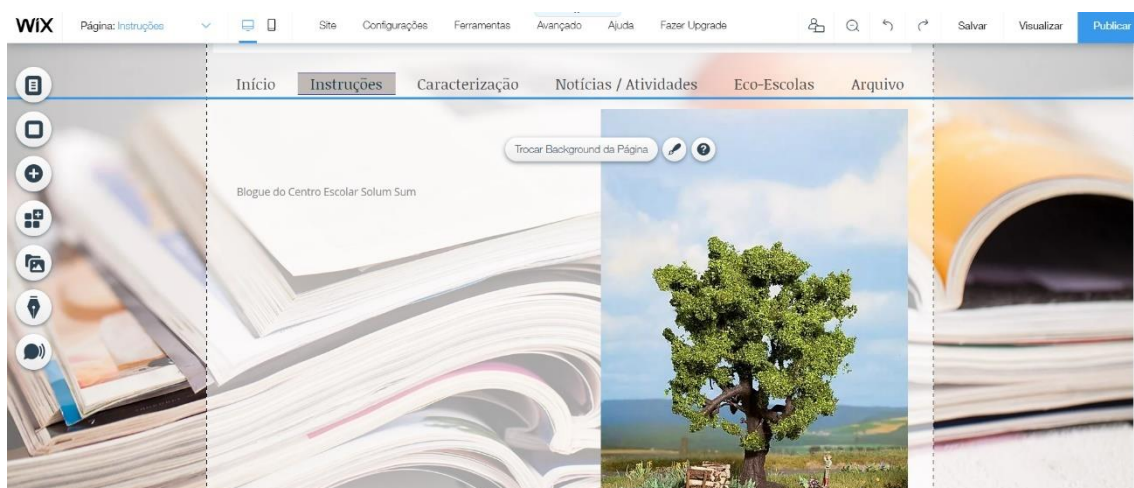 WiX Página: Instruções Site Configurações Ferramentas Avançado Ajuda Fazer Upgrade Salvar Visualizar Publicar
Início Instruções Caracterização Notícias / Atividades Eco-Escolas Arquivo
Trocar Background da Página ?
Blogue do Centro Escolar Solum Sum